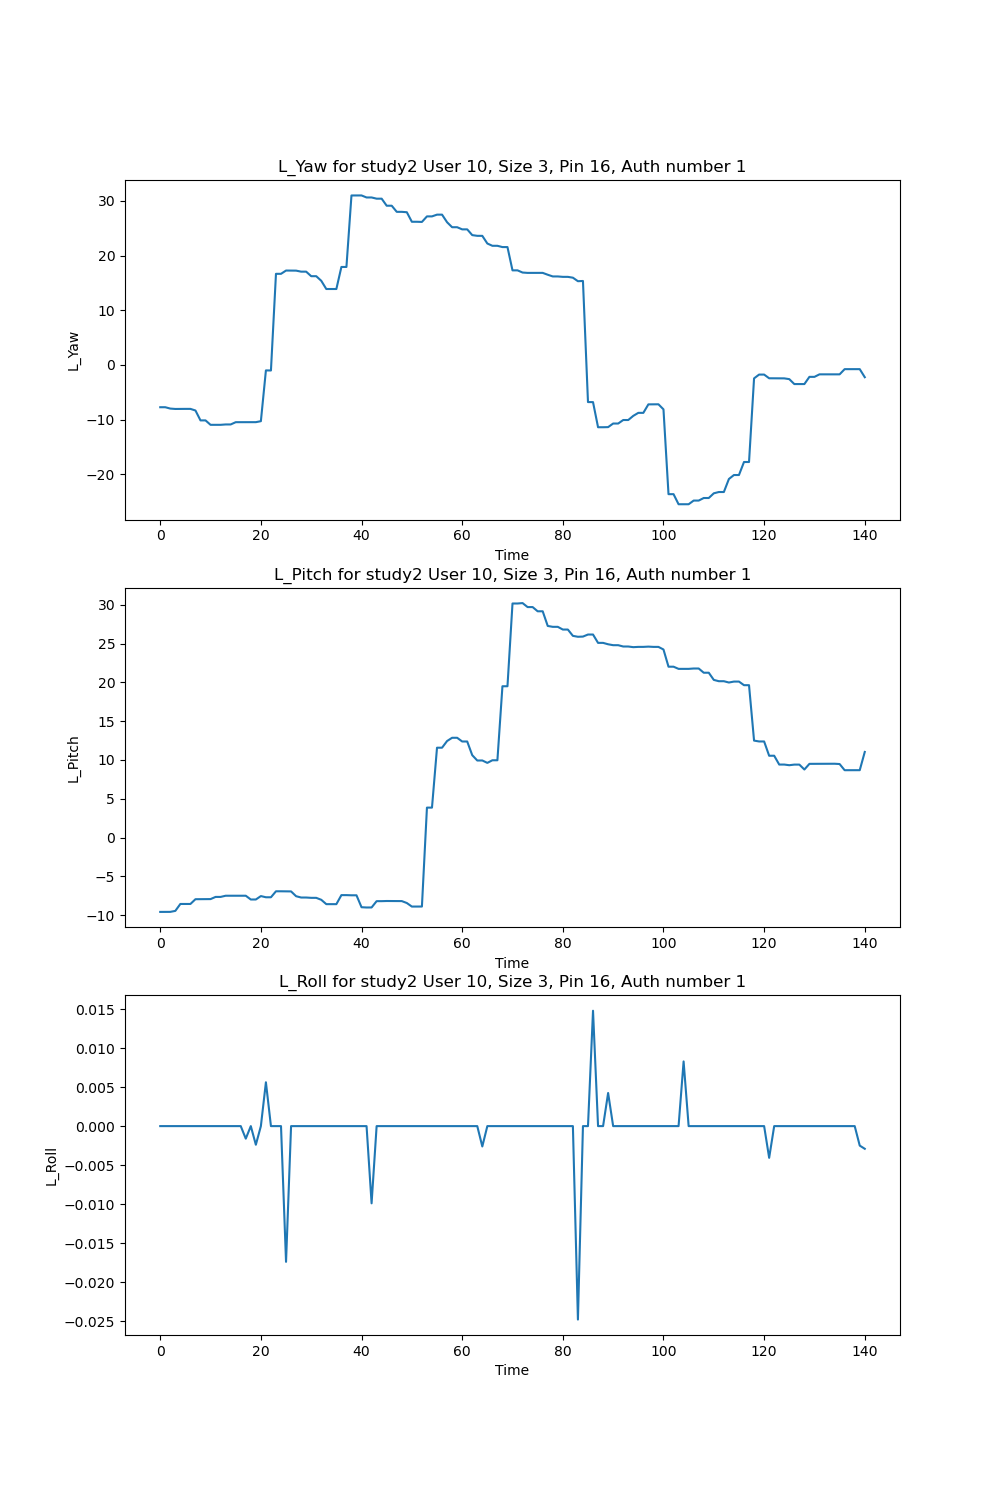 L_Yaw for study2 User 10, Size 3, Pin 16, Auth number 1
30
20
10
0
−10
−20
L_Yaw
0 20 40 60 80 100 120 140
Time
L_Pitch for study2 User 10, Size 3, Pin 16, Auth number 1
30
25
20
15
10
5
0
−5
−10
L_Pitch
0 20 40 60 80 100 120 140
Time
L_Roll for study2 User 10, Size 3, Pin 16, Auth number 1
0.015
0.010
0.005
0.000
−0.005
−0.010
−0.015
−0.020
−0.025
L_Roll
0 20 40 60 80 100 120 140
Time